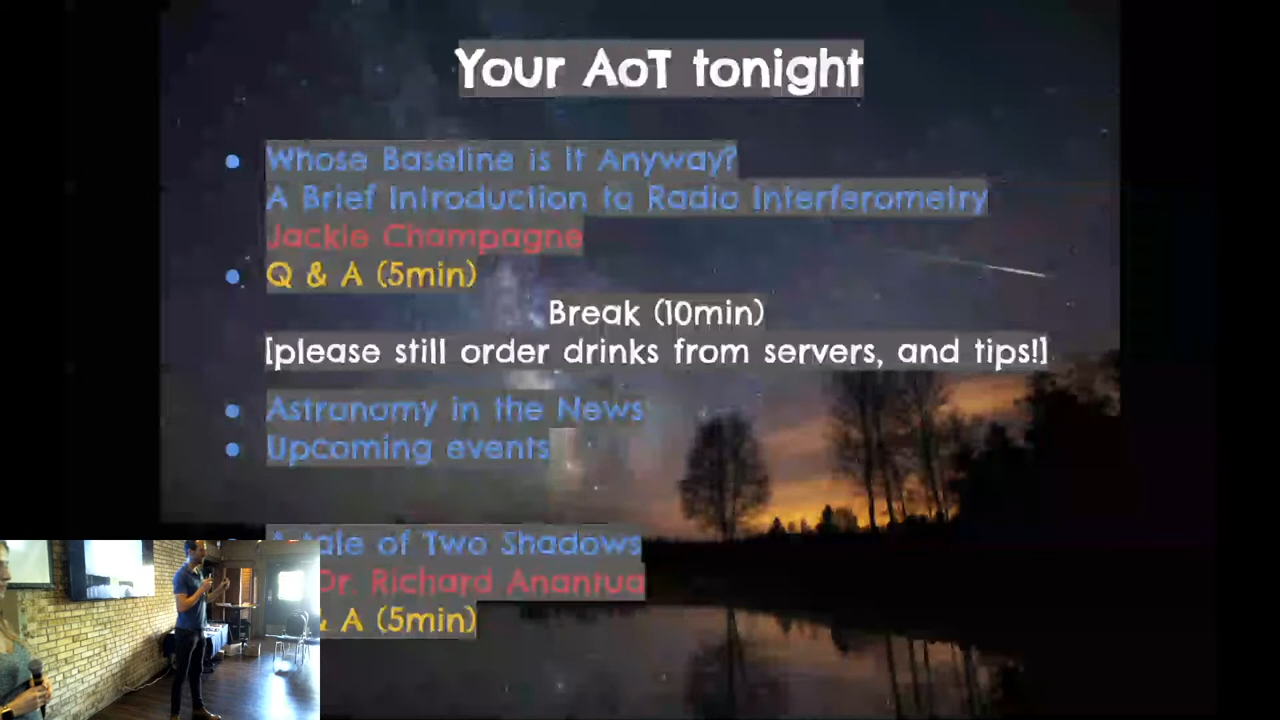 Your AoT tonight
Whose Baseline is it Anyway?
A Brief Introduction to Radio Interferometry
Jackie Champagne
Q & A (5min)
Break (10min)
[please still order drinks from servers, and tips!]
Astronomy in the News
Upcoming events
Tale of Two Shadows
Dr. Richard Anantua
& A (5min)